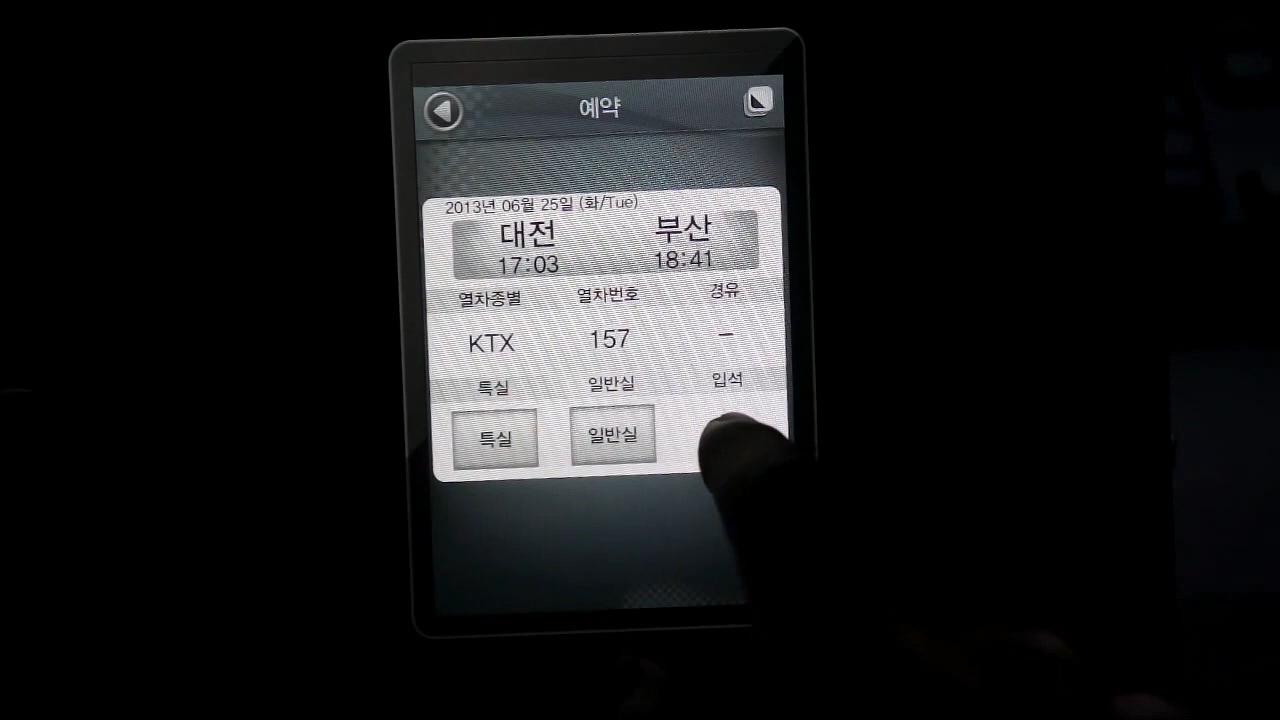 예약
2013년 06월 25일 (화/Tue)
대전 부산
17:03 18:41
열차종별 열차번호 경유
KTX 157 –
특실 일반실 입석
특실 일반실